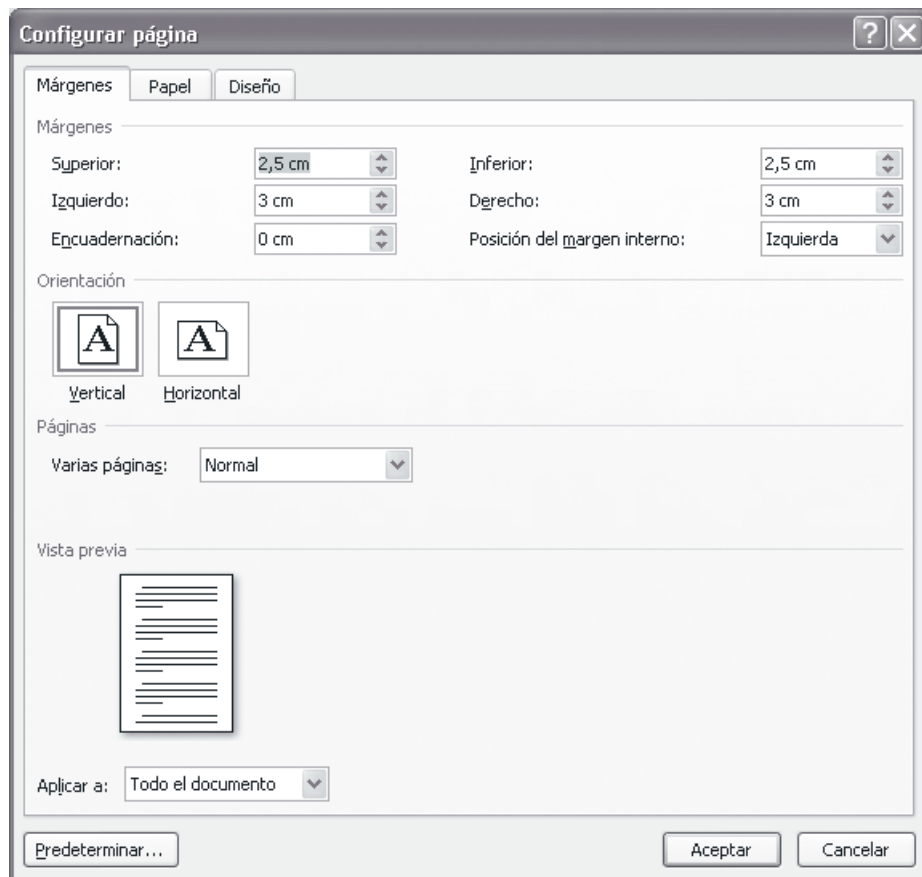 Configurar página
Márgenes Papel Diseño
Márgenes
Superior: 2,5 cm Inferior: 2,5 cm
Izquierdo: 3 cm Derecho: 3 cm
Encuadernación: 0 cm Posición del margen interno: Izquierda
Orientación
A A
Vertical Horizontal
Páginas
Varias páginas: Normal
Vista previa
Aplicar a: Todo el documento
Predeterminar... Aceptar Cancelar